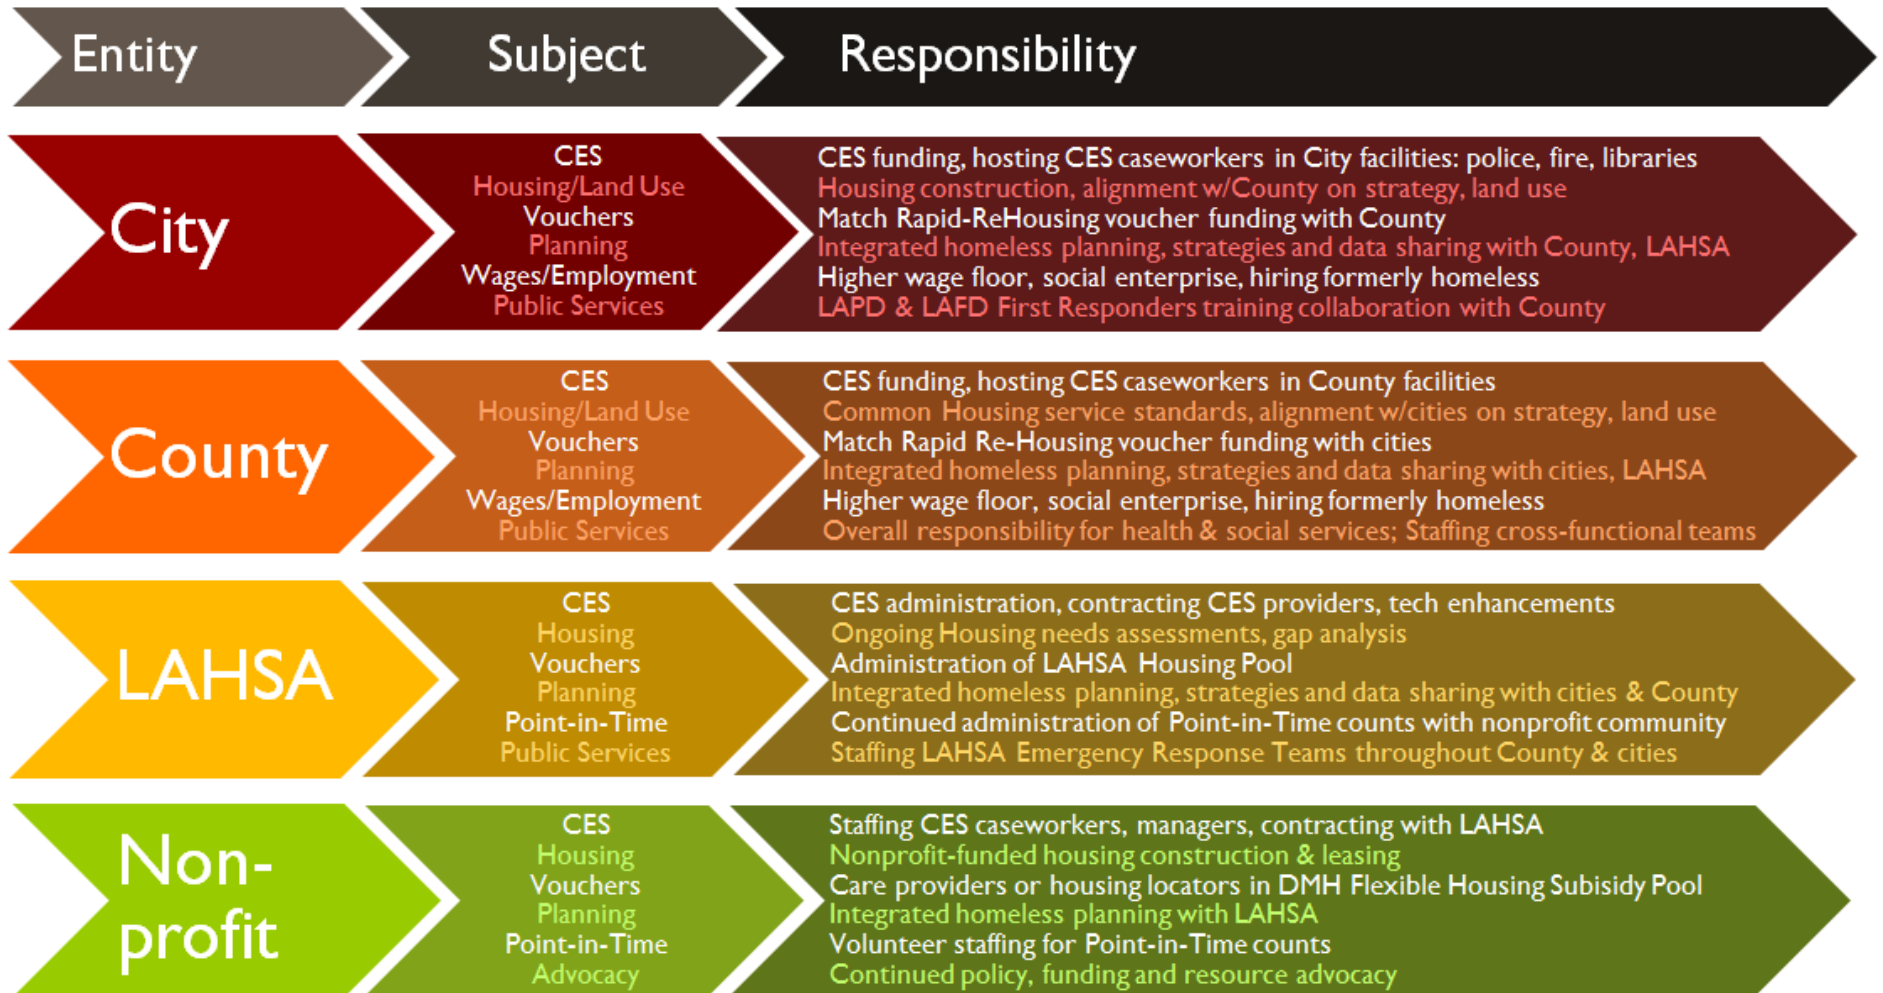 Entity
Subject
Responsibility
City
CES
Housing/Land Use
Vouchers
Planning
Wages/Employment
Public Services
CES funding, hosting CES caseworkers in City facilities: police, fire, libraries
Housing construction, alignment w/County on strategy, land use
Match Rapid-ReHousing voucher funding with County
Integrated homeless planning, strategies and data sharing with County, LAHSA
Higher wage floor, social enterprise, hiring formerly homeless
LAPD & LAFD First Responders training collaboration with County
County
CES
Housing/Land Use
Vouchers
Planning
Wages/Employment
Public Services
CES funding, hosting CES caseworkers in County facilities
Common Housing service standards, alignment w/cities on strategy, land use
Match Rapid Re-Housing voucher funding with cities
Integrated homeless planning, strategies and data sharing with cities, LAHSA
Higher wage floor, social enterprise, hiring formerly homeless
Overall responsibility for health & social services; Staffing cross-functional teams
LAHSA
CES
Housing
Vouchers
Planning
Point-in-Time
Public Services
CES administration, contracting CES providers, tech enhancements
Ongoing Housing needs assessments, gap analysis
Administration of LAHSA Housing Pool
Integrated homeless planning, strategies and data sharing with cities & County
Continued administration of Point-in-Time counts with nonprofit community
Staffing LAHSA Emergency Response Teams throughout County & cities
Non-
profit
CES
Housing
Vouchers
Planning
Point-in-Time
Advocacy
Staffing CES caseworkers, managers, contracting with LAHSA
Nonprofit-funded housing construction & leasing
Care providers or housing locators in DMH Flexible Housing Subisidy Pool
Integrated homeless planning with LAHSA
Volunteer staffing for Point-in-Time counts
Continued policy, funding and resource advocacy